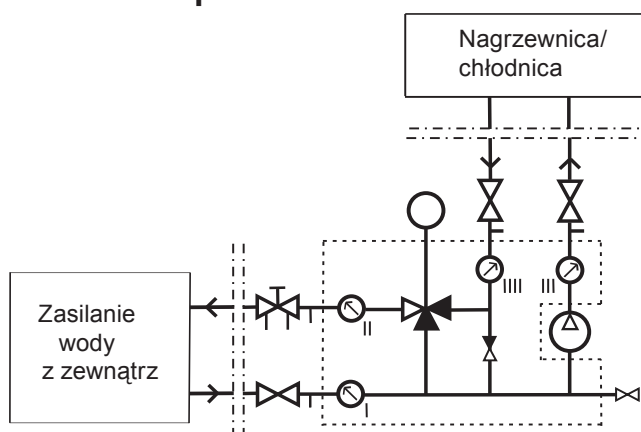 Nagrzewnica/
chłodnica
IIII
III
Zasilanie
wody
z zewnątrz
II
I